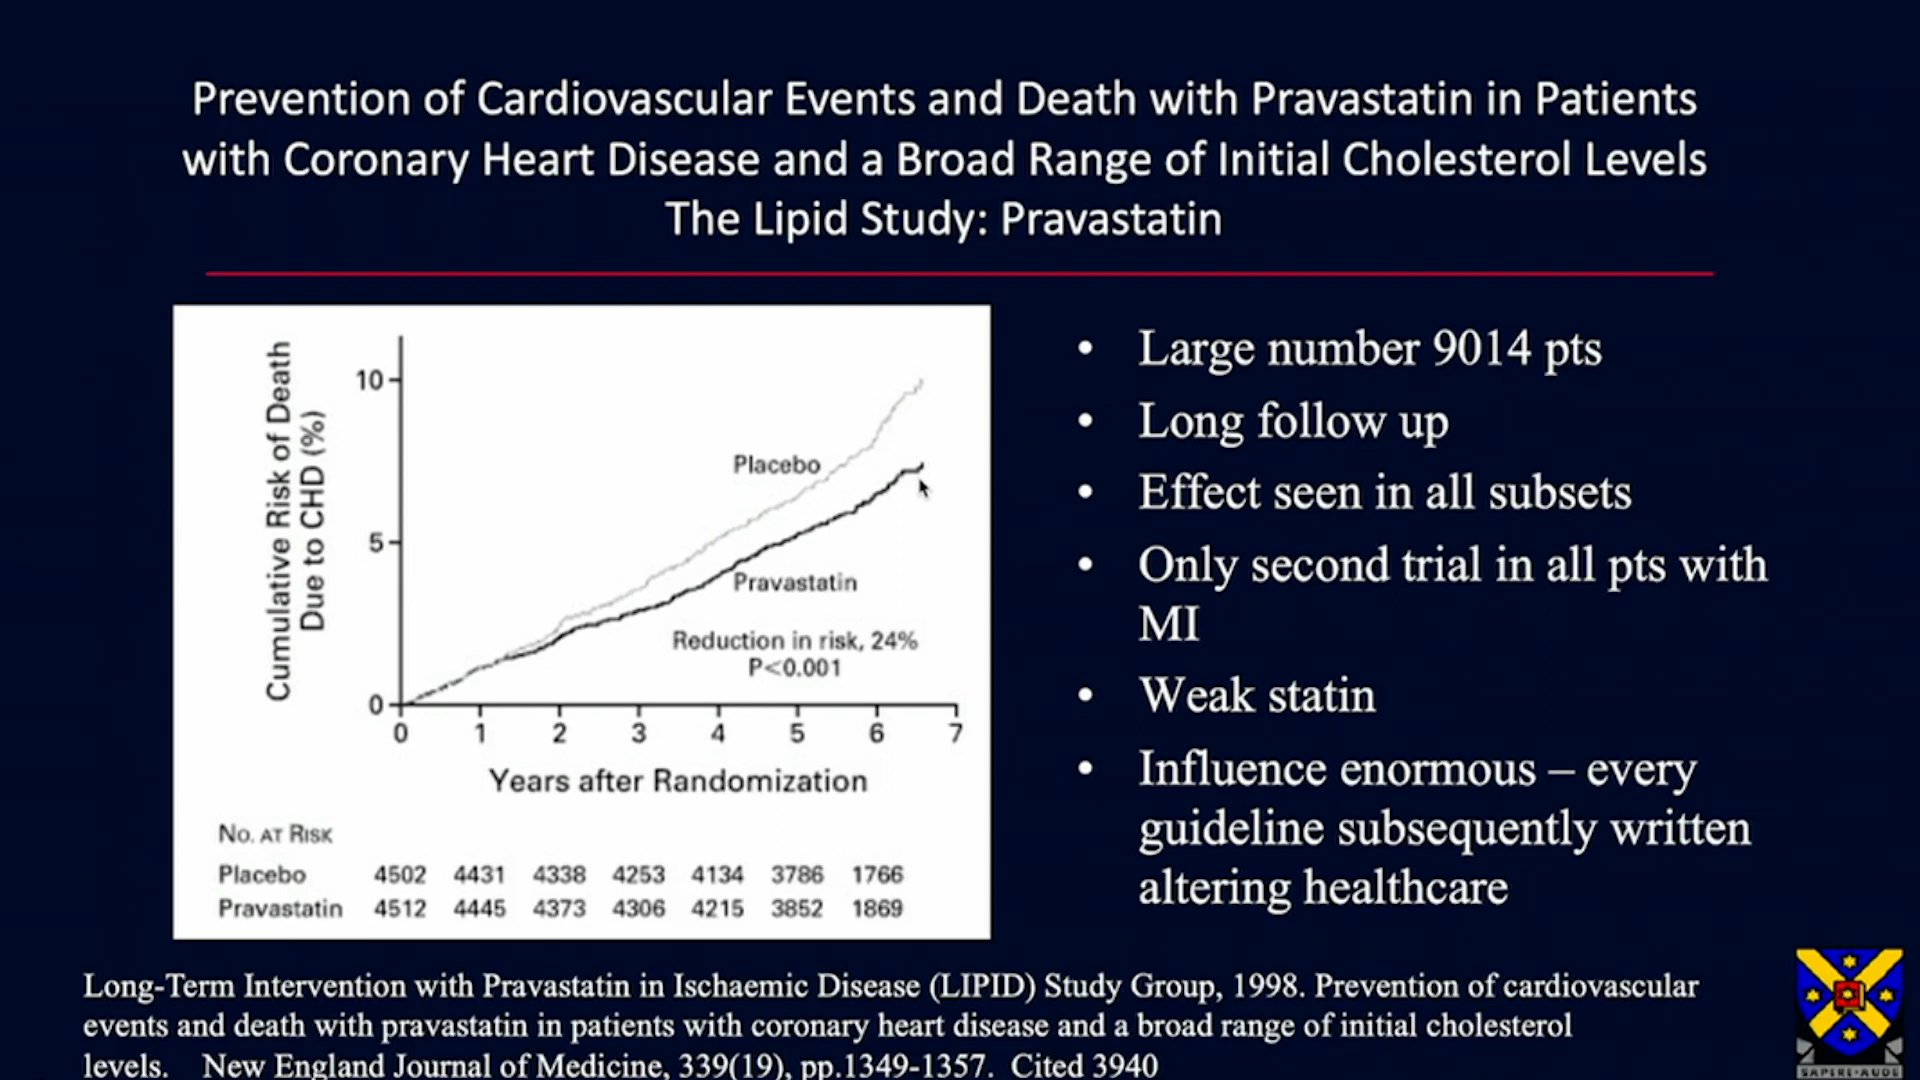 Prevention of Cardiovascular Events and Death with Pravastatin in Patients
with Coronary Heart Disease and a Broad Range of Initial Cholesterol Levels
The Lipid Study: Pravastatin
Cumulative Risk of Death
Due to CHD (%)
10
5
0
Placebo
Pravastatin
Reduction in risk, 24%
P<0.001
0 1 2 3 4 5 6 7
Years after Randomization
No. at Risk
Placebo 4502 4431 4338 4253 4134 3786 1766
Pravastatin 4512 4445 4373 4306 4215 3852 1869
• Large number 9014 pts
• Long follow up
• Effect seen in all subsets
• Only second trial in all pts with
MI
• Weak statin
• Influence enormous – every
guideline subsequently written
altering healthcare
Long-Term Intervention with Pravastatin in Ischaemic Disease (LIPID) Study Group, 1998. Prevention of cardiovascular
events and death with pravastatin in patients with coronary heart disease and a broad range of initial cholesterol
levels. New England Journal of Medicine, 339(19), pp.1349-1357. Cited 3940
SAPERE·AUDE